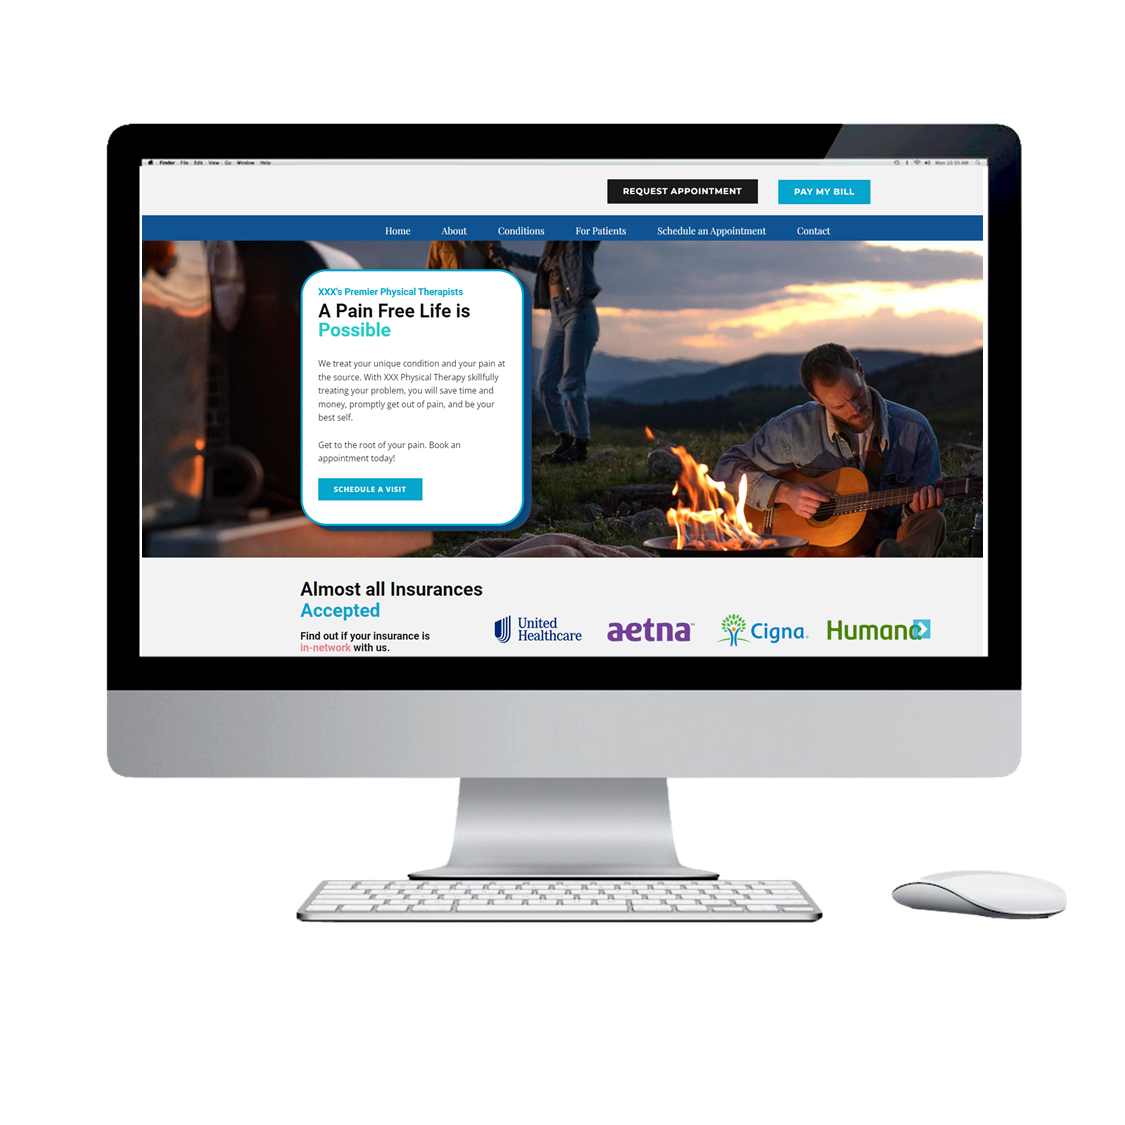 Finder File Edit View Go Window Help
Mon 10:50 AM
REQUEST APPOINTMENT
PAY MY BILL
Home About Conditions For Patients Schedule an Appointment Contact
XXX's Premier Physical Therapists
A Pain Free Life is
Possible
We treat your unique condition and your pain at
the source. With XXX Physical Therapy skillfully
treating your problem, you will save time and
money, promptly get out of pain, and be your
best self.
Get to the root of your pain. Book an
appointment today!
SCHEDULE A VISIT
Almost all Insurances
Accepted
Find out if your insurance is
in-network with us.
United
Healthcare
aetna™
Cigna.
Humana